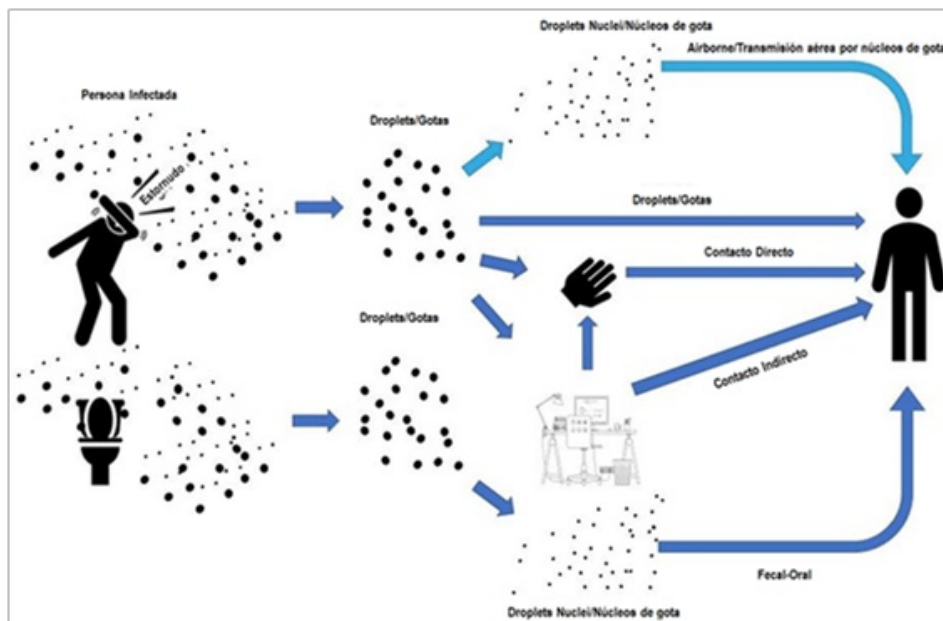 Droplets Nuclei/Núcleos de gota
Airborne/Transmisión aérea por núcleos de gota
Persona Infectada
Droplets/Gotas
Estornudo
Droplets/Gotas
Contacto Directo
Droplets/Gotas
Contacto Indirecto
Fecal-Oral
Droplets Nuclei/Núcleos de gota